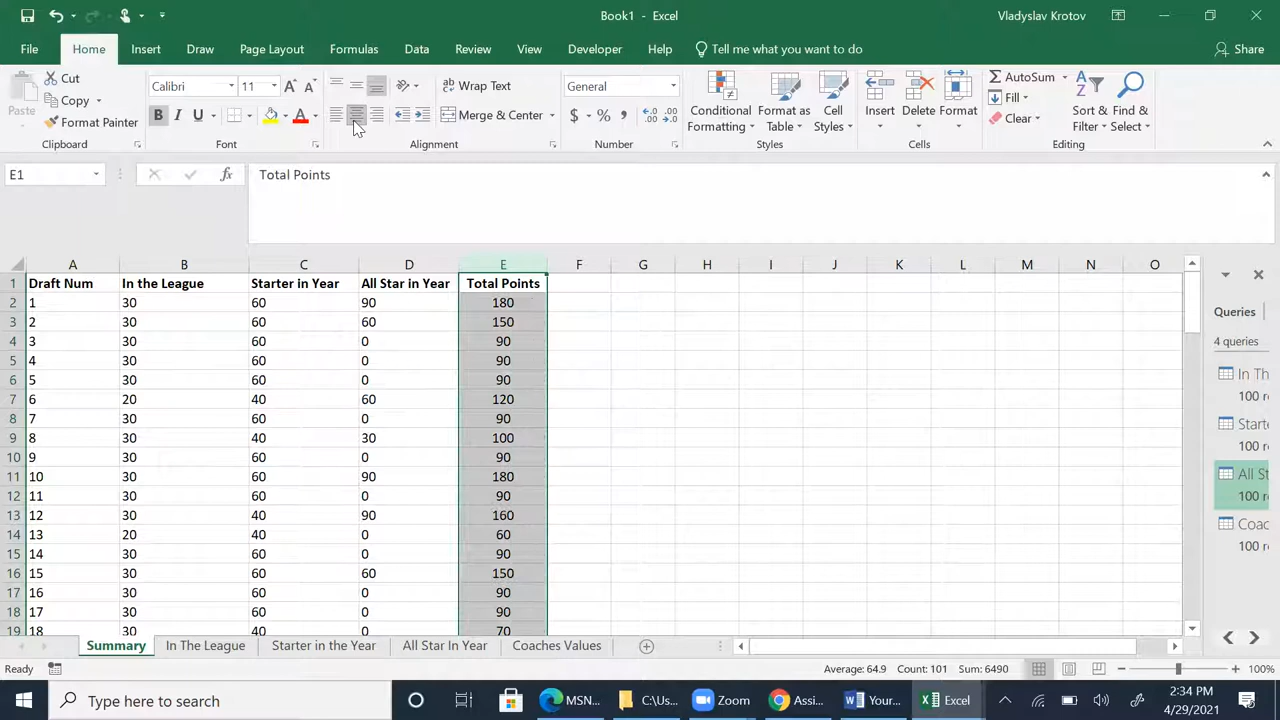 Book1 - Excel
Vladyslav Krotov
File Home Insert Draw Page Layout Formulas Data Review View Developer Help Tell me what you want to do Share
Paste
Cut
Copy
Format Painter
Clipboard
Calibri 11
B I U
Font
Wrap Text
Merge & Center
Alignment
General
$ % ,
Number
Conditional Formatting
Format as Table
Cell Styles
Styles
Insert
Delete
Format
Cells
AutoSum
Fill
Clear
Sort & Filter
Find & Select
Editing
E1 fx Total Points
A B C D E F G H I J K L M N O
1 Draft Num In the League Starter in Year All Star in Year Total Points
2 1 30 60 90 180
3 2 30 60 60 150
4 3 30 60 0 90
5 4 30 60 0 90
6 5 30 60 0 90
7 6 20 40 60 120
8 7 30 60 0 90
9 8 30 40 30 100
10 9 30 60 0 90
11 10 30 60 90 180
12 11 30 60 0 90
13 12 30 40 90 160
14 13 20 40 0 60
15 14 30 60 0 90
16 15 30 60 60 150
17 16 30 60 0 90
18 17 30 60 0 90
19 18 30 40 0 70
Queries
4 queries
In Th
100 r
Starte
100 r
All St
100 r
Coac
100 r
Summary In The League Starter in the Year All Star In Year Coaches Values
Ready Average: 64.9 Count: 101 Sum: 6490 100%
Type here to search
MSN...
C:\Us...
Zoom
Assi...
Your...
Excel
2:34 PM
4/29/2021